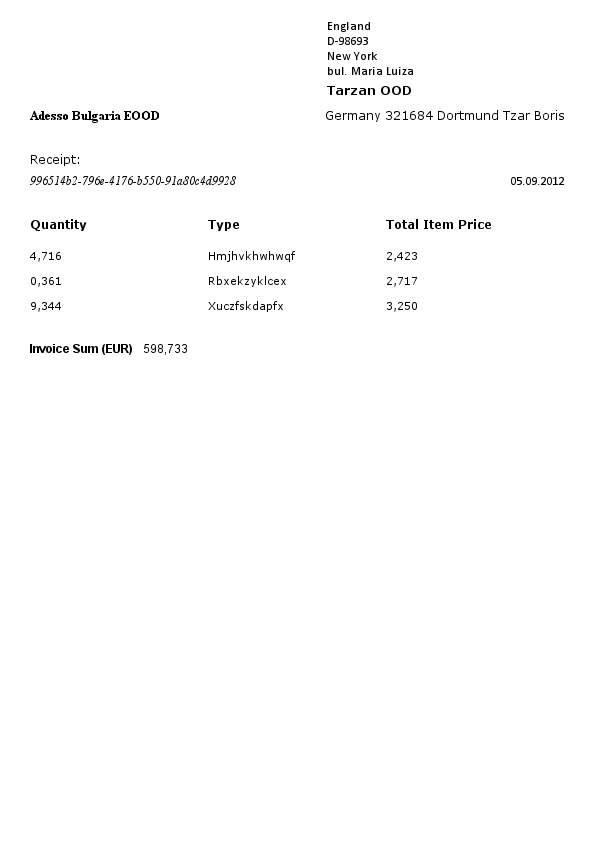 England
D-98693
New York
bul. Maria Luiza
Tarzan OOD
Adesso Bulgaria EOOD Germany 321684 Dortmund Tzar Boris
Receipt:
996514b2-796e-4176-b550-91a80c4d9928 05.09.2012
Quantity Type Total Item Price
4,716 Hmjhvkhwhwqf 2,423
0,361 Rbxekzyklcex 2,717
9,344 Xuczfskdapfx 3,250
Invoice Sum (EUR) 598,733